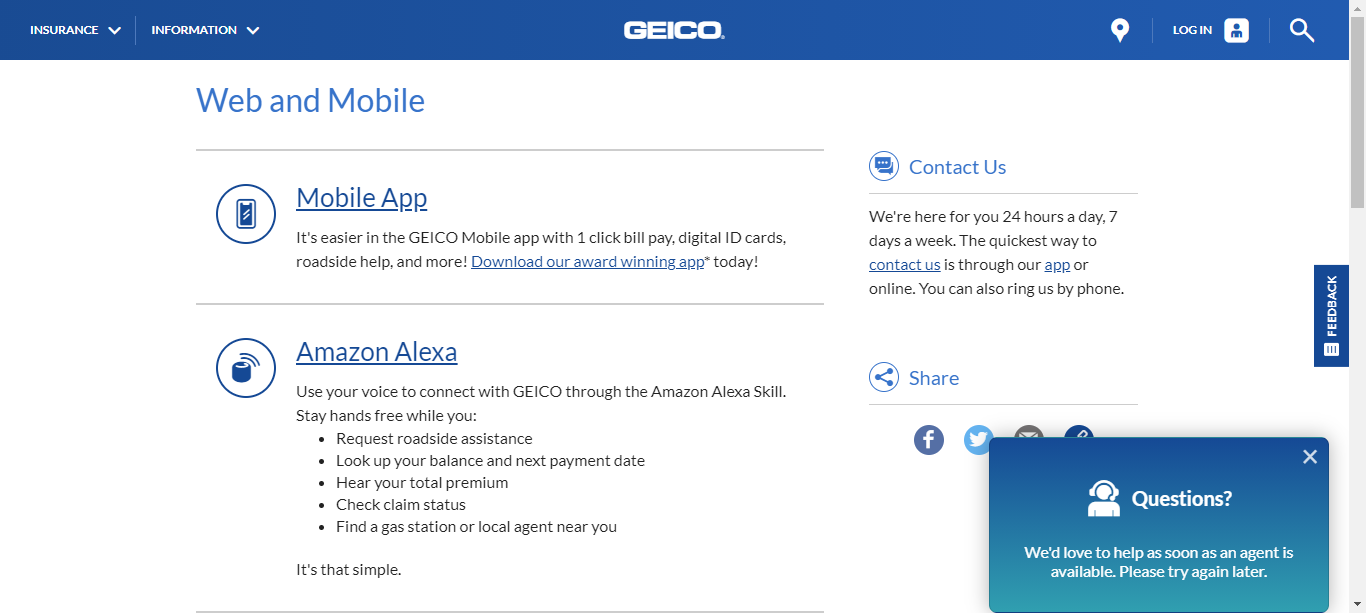 INSURANCE
INFORMATION
GEICO.
LOG IN
Web and Mobile
Mobile App
It's easier in the GEICO Mobile app with 1 click bill pay, digital ID cards,
roadside help, and more! Download our award winning app* today!
Amazon Alexa
Use your voice to connect with GEICO through the Amazon Alexa Skill.
Stay hands free while you:
• Request roadside assistance
• Look up your balance and next payment date
• Hear your total premium
• Check claim status
• Find a gas station or local agent near you
It's that simple.
Contact Us
We're here for you 24 hours a day, 7
days a week. The quickest way to
contact us is through our app or
online. You can also ring us by phone.
Share
FEEDBACK
Questions?
We'd love to help as soon as an agent is
available. Please try again later.